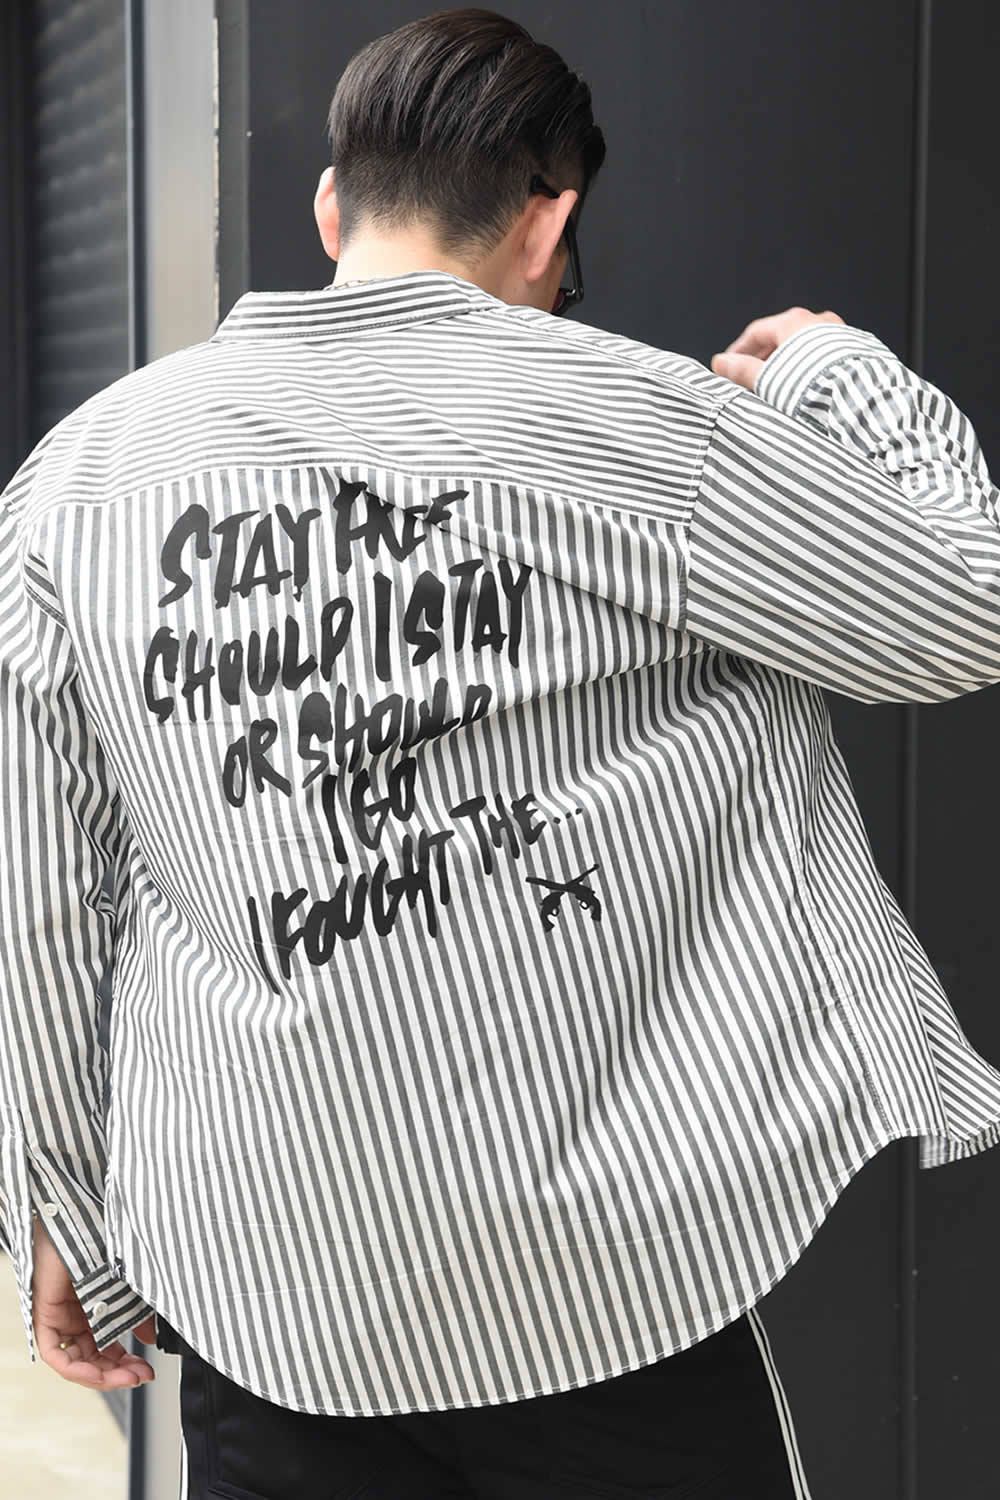 STAY FREE
SHOULD I STAY
OR SHOULD
I GO
I FOUGHT THE...